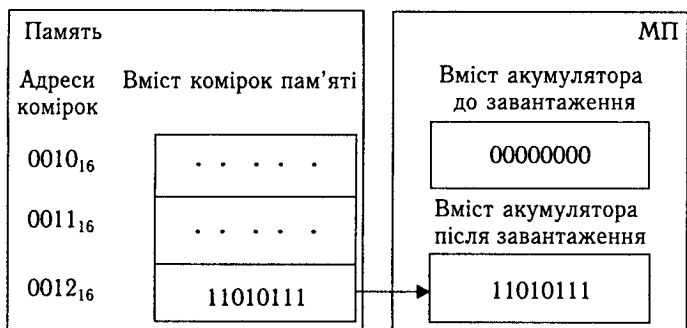 Память
Адреси комірок
Вміст комірок пам'яті
0010₁₆
. . . . .
0011₁₆
. . . . .
0012₁₆
11010111
МП
Вміст акумулятора
до завантаження
00000000
Вміст акумулятора
після завантаження
11010111